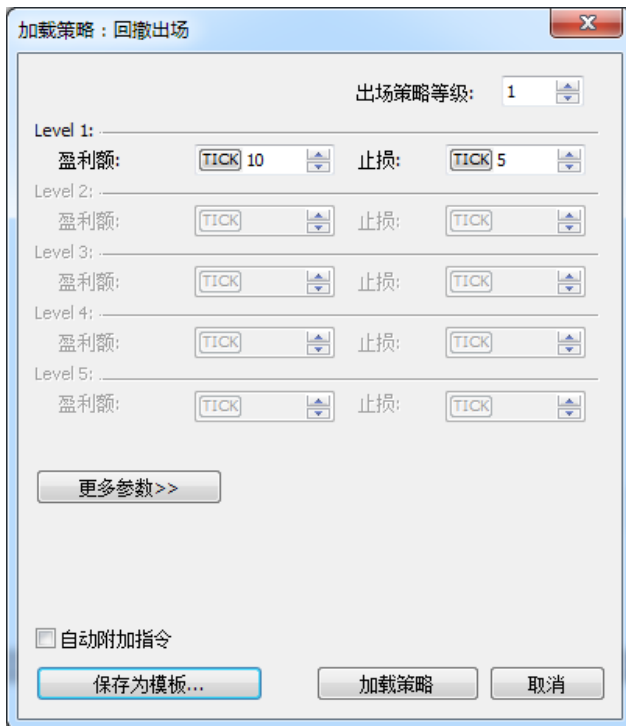 加载策略：回撤出场
出场策略等级: 1
Level 1:
盈利额: TICK 10 止损: TICK 5
Level 2:
盈利额: TICK 止损: TICK
Level 3:
盈利额: TICK 止损: TICK
Level 4:
盈利额: TICK 止损: TICK
Level 5:
盈利额: TICK 止损: TICK
更多参数>>
自动附加指令
保存为模板... 加载策略 取消